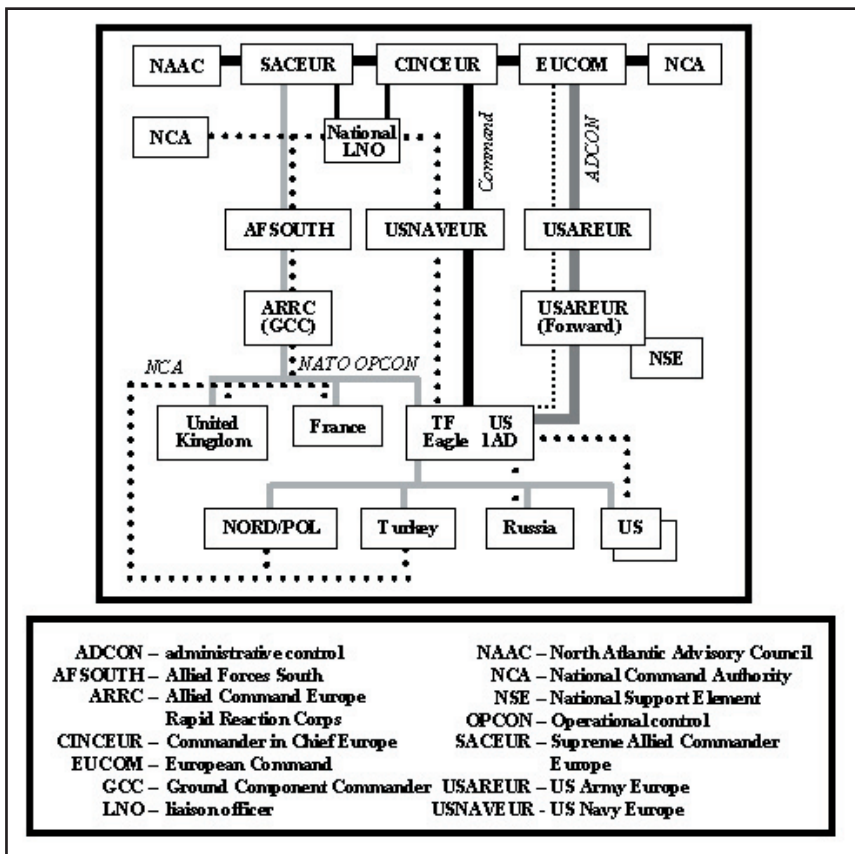 NAAC
SACEUR
CINCEUR
EUCOM
NCA
NCA
National
LNO
Command
ADCON
AFSOUTH
USNAVEUR
USAREUR
ARRC
(GCC)
USAREUR
(Forward)
NSE
NCA
NATO OPCON
United
Kingdom
France
TF US
Eagle 1AD
NORD/POL
Turkey
Russia
US
ADCON – administrative control
AFSOUTH – Allied Forces South
ARRC – Allied Command Europe
Rapid Reaction Corps
CINCEUR – Commander in Chief Europe
EUCOM – European Command
GCC – Ground Component Commander
LNO – liaison officer
NAAC – North Atlantic Advisory Council
NCA – National Command Authority
NSE – National Support Element
OPCON – Operational control
SACEUR – Supreme Allied Commander
Europe
USAREUR – US Army Europe
USNAVEUR - US Navy Europe